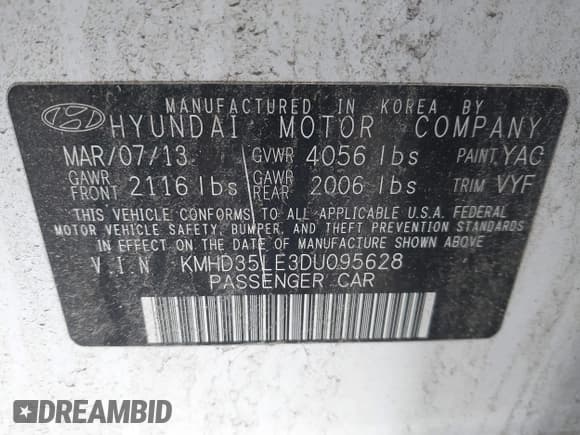 MANUFACTURED IN KOREA BY
HYUNDAI MOTOR COMPANY
MAR/07/13 GVWR 4056 lbs PAINT YAC
GAWR FRONT 2116 lbs GAWR REAR 2006 lbs TRIM VYF
THIS VEHICLE CONFORMS TO ALL APPLICABLE U.S.A. FEDERAL
MOTOR VEHICLE SAFETY, BUMPER, AND THEFT PREVENTION STANDARDS
IN EFFECT ON THE DATE OF MANUFACTURE SHOWN ABOVE.
V I N KMHD35LE3DU095628
PASSENGER CAR
DREAMBID